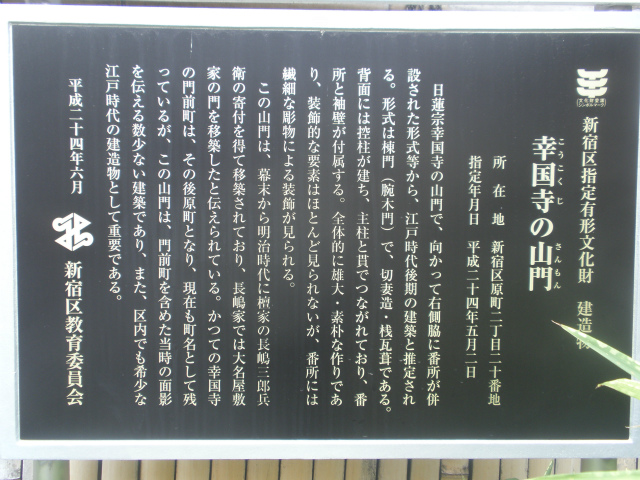 新宿区指定有形文化財　建造物
こうこくじ　さんもん
幸国寺の山門
所在地　新宿区原町二丁目二十番地
指定年月日　平成二十四年五月二日
日蓮宗幸国寺の山門で、向かって右側脇に番所が併
設された形式等から、江戸時代後期の建築と推定され
る。形式は棟門（腕木門）で、切妻造・桟瓦葺である。
背面には控柱が建ち、主柱と貫でつながれており、番
所と袖壁が付属する。全体的に雄大・素朴な作りであ
り、装飾的な要素はほとんど見られないが、番所には
繊細な彫物による装飾が見られる。
この山門は、幕末から明治時代に檀家の長嶋三郎兵
衛の寄付を得て移築されており、長嶋家では大名屋敷
家の門を移築したと伝えられている。かつての幸国寺
の門前町は、その後原町となり、現在も町名として残
っているが、この山門は、門前町を含めた当時の面影
を伝える数少ない建築であり、また、区内でも希少な
江戸時代の建造物として重要である。
平成二十四年六月
新宿区教育委員会